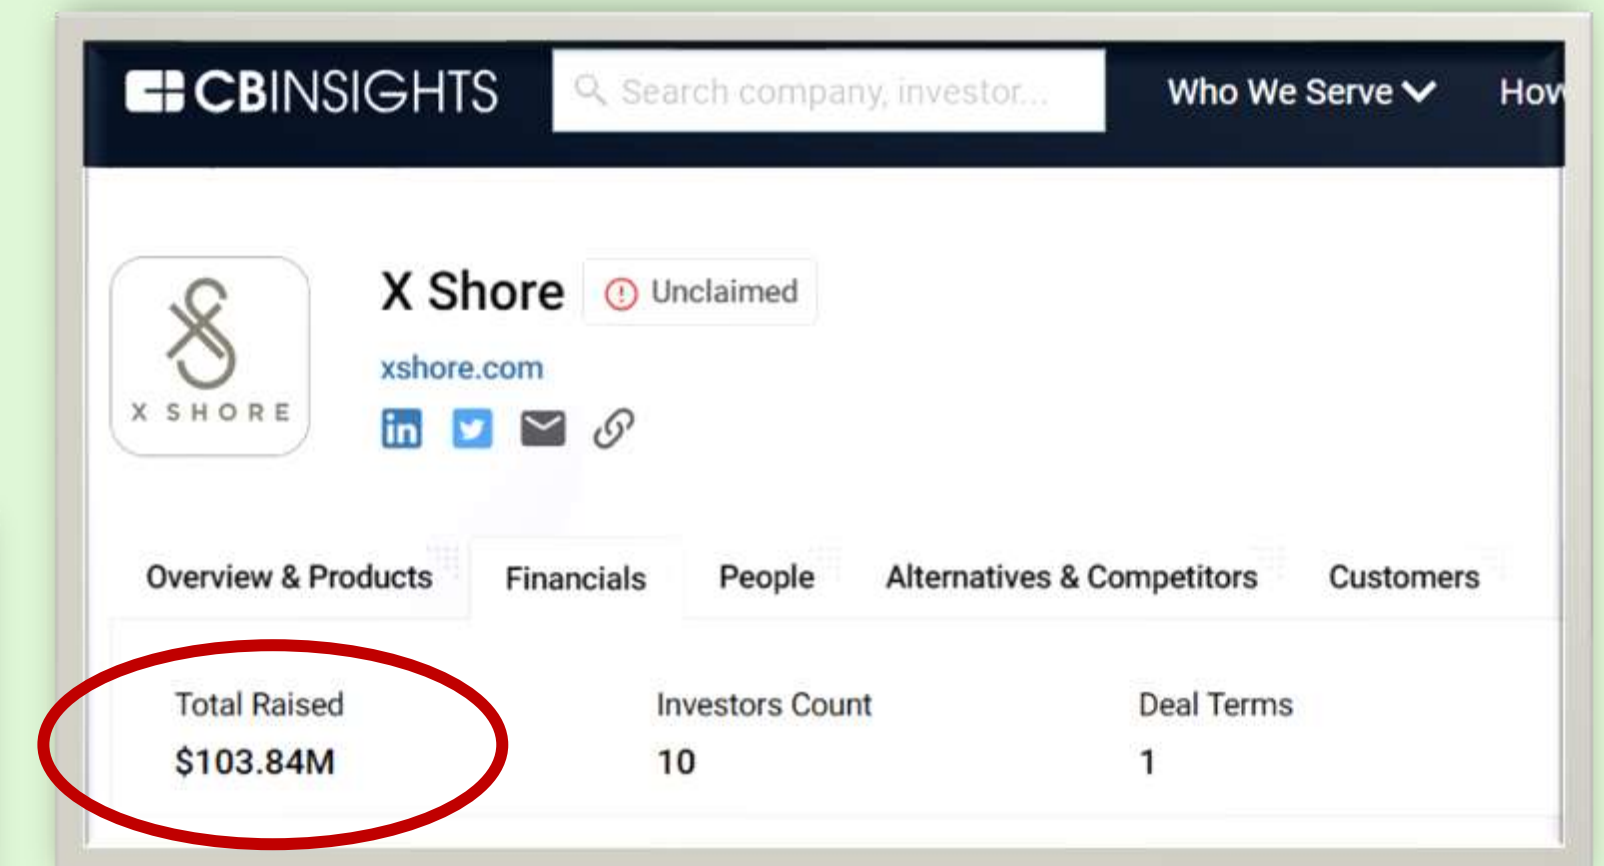 CBINSIGHTS
Search company, investor...
Who We Serve
How
X Shore
Unclaimed
xshore.com
X SHORE
in
Overview & Products
Financials
People
Alternatives & Competitors
Customers
Total Raised
Investors Count
Deal Terms
$103.84M
10
1